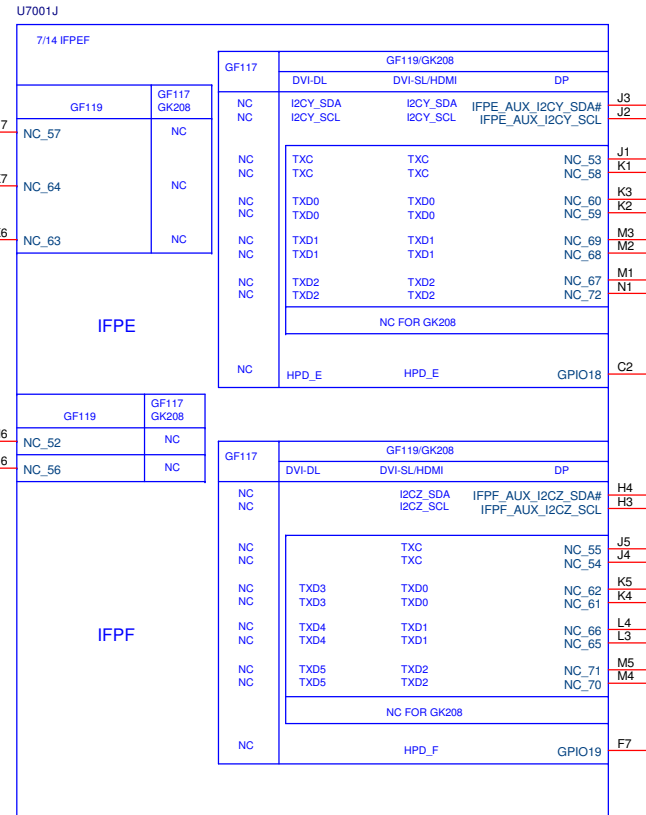 U7001J
7/14 IFPEF
GF117 GF119/GK208
DVI-DL DVI-SL/HDMI DP
GF119 GF117 GK208
NC I2CY_SDA I2CY_SDA IFPE_AUX_I2CY_SDA# J3
NC I2CY_SCL I2CY_SCL IFPE_AUX_I2CY_SCL J2
7 NC_57 NC
NC TXC TXC NC_53 J1
NC TXC TXC NC_58 K1
7 NC_64 NC
NC TXD0 TXD0 NC_60 K3
NC TXD0 TXD0 NC_59 K2
6 NC_63 NC
NC TXD1 TXD1 NC_69 M3
NC TXD1 TXD1 NC_68 M2
NC TXD2 TXD2 NC_67 M1
NC TXD2 TXD2 NC_72 N1
IFPE
NC FOR GK208
NC HPD_E HPD_E GPIO18 C2
GF119 GF117 GK208
6 NC_52 NC
6 NC_56 NC
GF117 GF119/GK208
DVI-DL DVI-SL/HDMI DP
NC I2CZ_SDA IFPF_AUX_I2CZ_SDA# H4
NC I2CZ_SCL IFPF_AUX_I2CZ_SCL H3
NC TXC NC_55 J5
NC TXC NC_54 J4
NC TXD3 TXD0 NC_62 K5
NC TXD3 TXD0 NC_61 K4
IFPF
NC TXD4 TXD1 NC_66 L4
NC TXD4 TXD1 NC_65 L3
NC TXD5 TXD2 NC_71 M5
NC TXD5 TXD2 NC_70 M4
NC FOR GK208
NC HPD_F GPIO19 F7